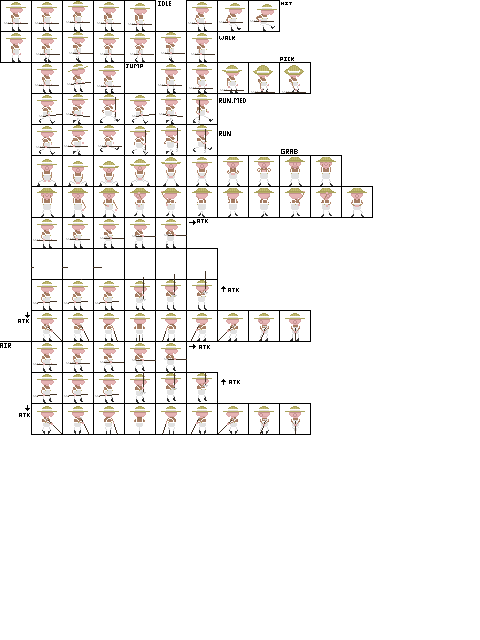 IDLE
HIT
WALK
PICK
JUMP
RUN.MED
RUN
GRAB
→ATK
↑ ATK
↓
ATK
AIR
→ ATK
↑ ATK
↓
ATK